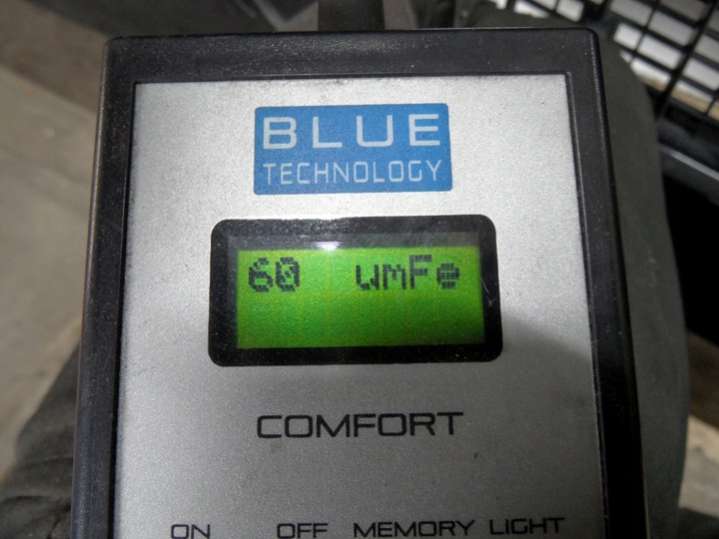 BLUE
TECHNOLOGY
60 umFe
COMFORT
ON OFF MEMORY LIGHT